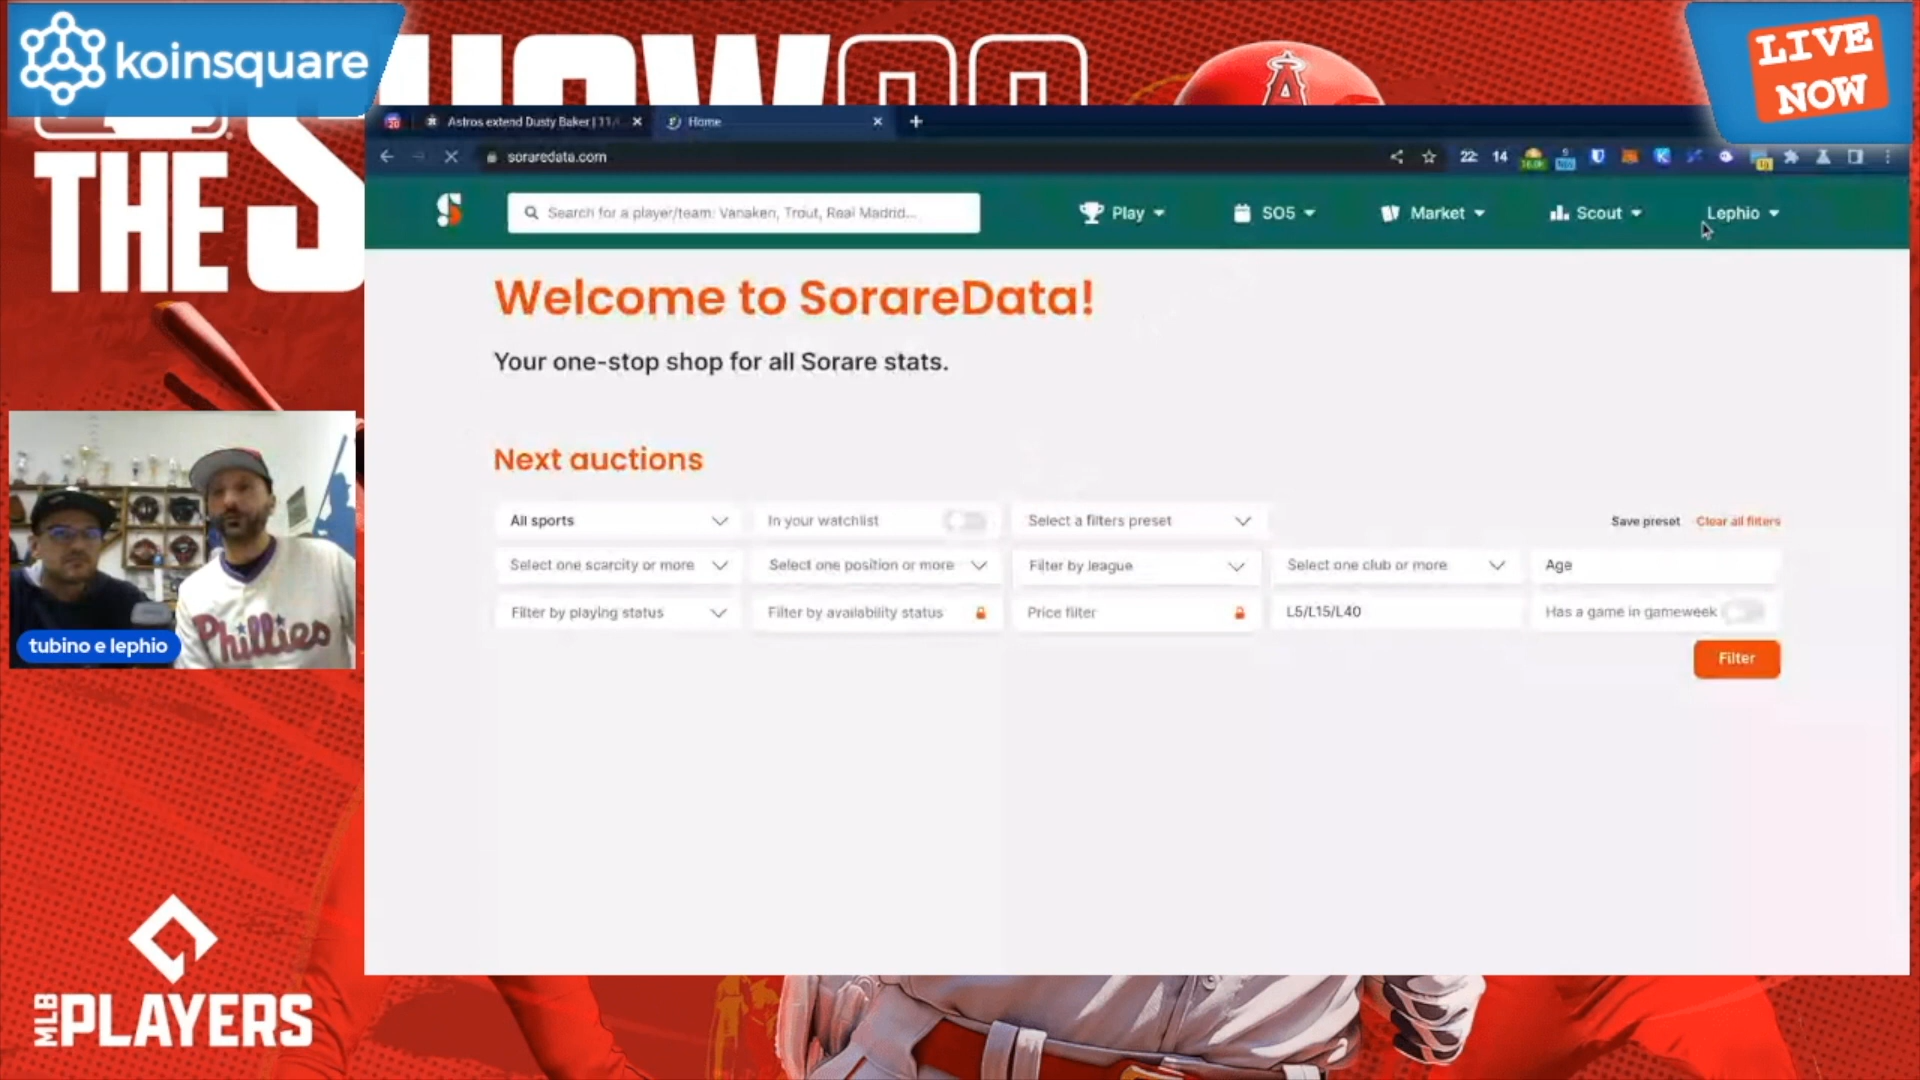 koinsquare
LIVE
NOW
THE SHOW22
Astros extend Dusty Baker | 11/
Home
soraredata.com
22
14
Search for a player/team: Vanaken, Trout, Real Madrid...
Play
SO5
Market
Scout
Lephio
Welcome to SorareData!
Your one-stop shop for all Sorare stats.
Next auctions
All sports
In your watchlist
Select a filters preset
Save preset
Clear all filters
Select one scarcity or more
Select one position or more
Filter by league
Select one club or more
Age
Filter by playing status
Filter by availability status
Price filter
L5/L15/L40
Has a game in gameweek
Filter
Phillies
tubino e lephio
MLB
PLAYERS